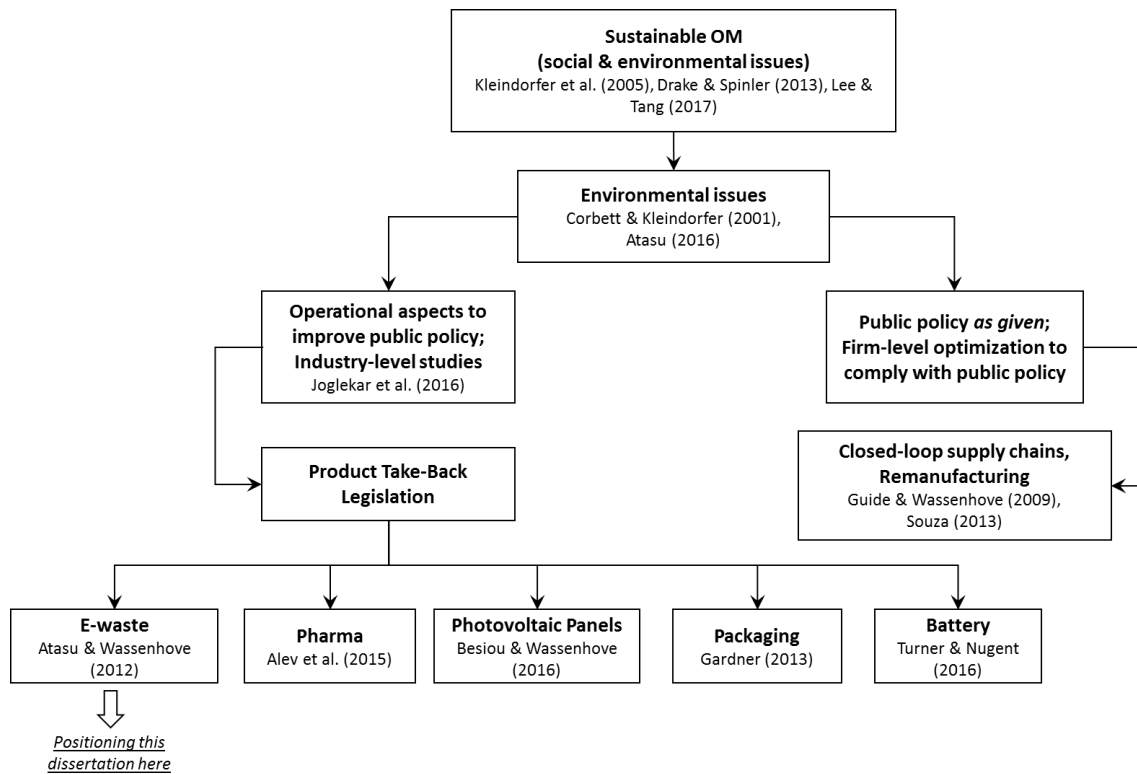 Sustainable OM
(social & environmental issues)
Kleindorfer et al. (2005), Drake & Spinler (2013), Lee &
Tang (2017)
Environmental issues
Corbett & Kleindorfer (2001),
Atasu (2016)
Operational aspects to
improve public policy;
Industry-level studies
Joglekar et al. (2016)
Public policy as given;
Firm-level optimization to
comply with public policy
Product Take-Back
Legislation
Closed-loop supply chains,
Remanufacturing
Guide & Wassenhove (2009),
Souza (2013)
E-waste
Atasu & Wassenhove
(2012)
Pharma
Alev et al. (2015)
Photovoltaic Panels
Besiou & Wassenhove
(2016)
Packaging
Gardner (2013)
Battery
Turner & Nugent
(2016)
Positioning this
dissertation here